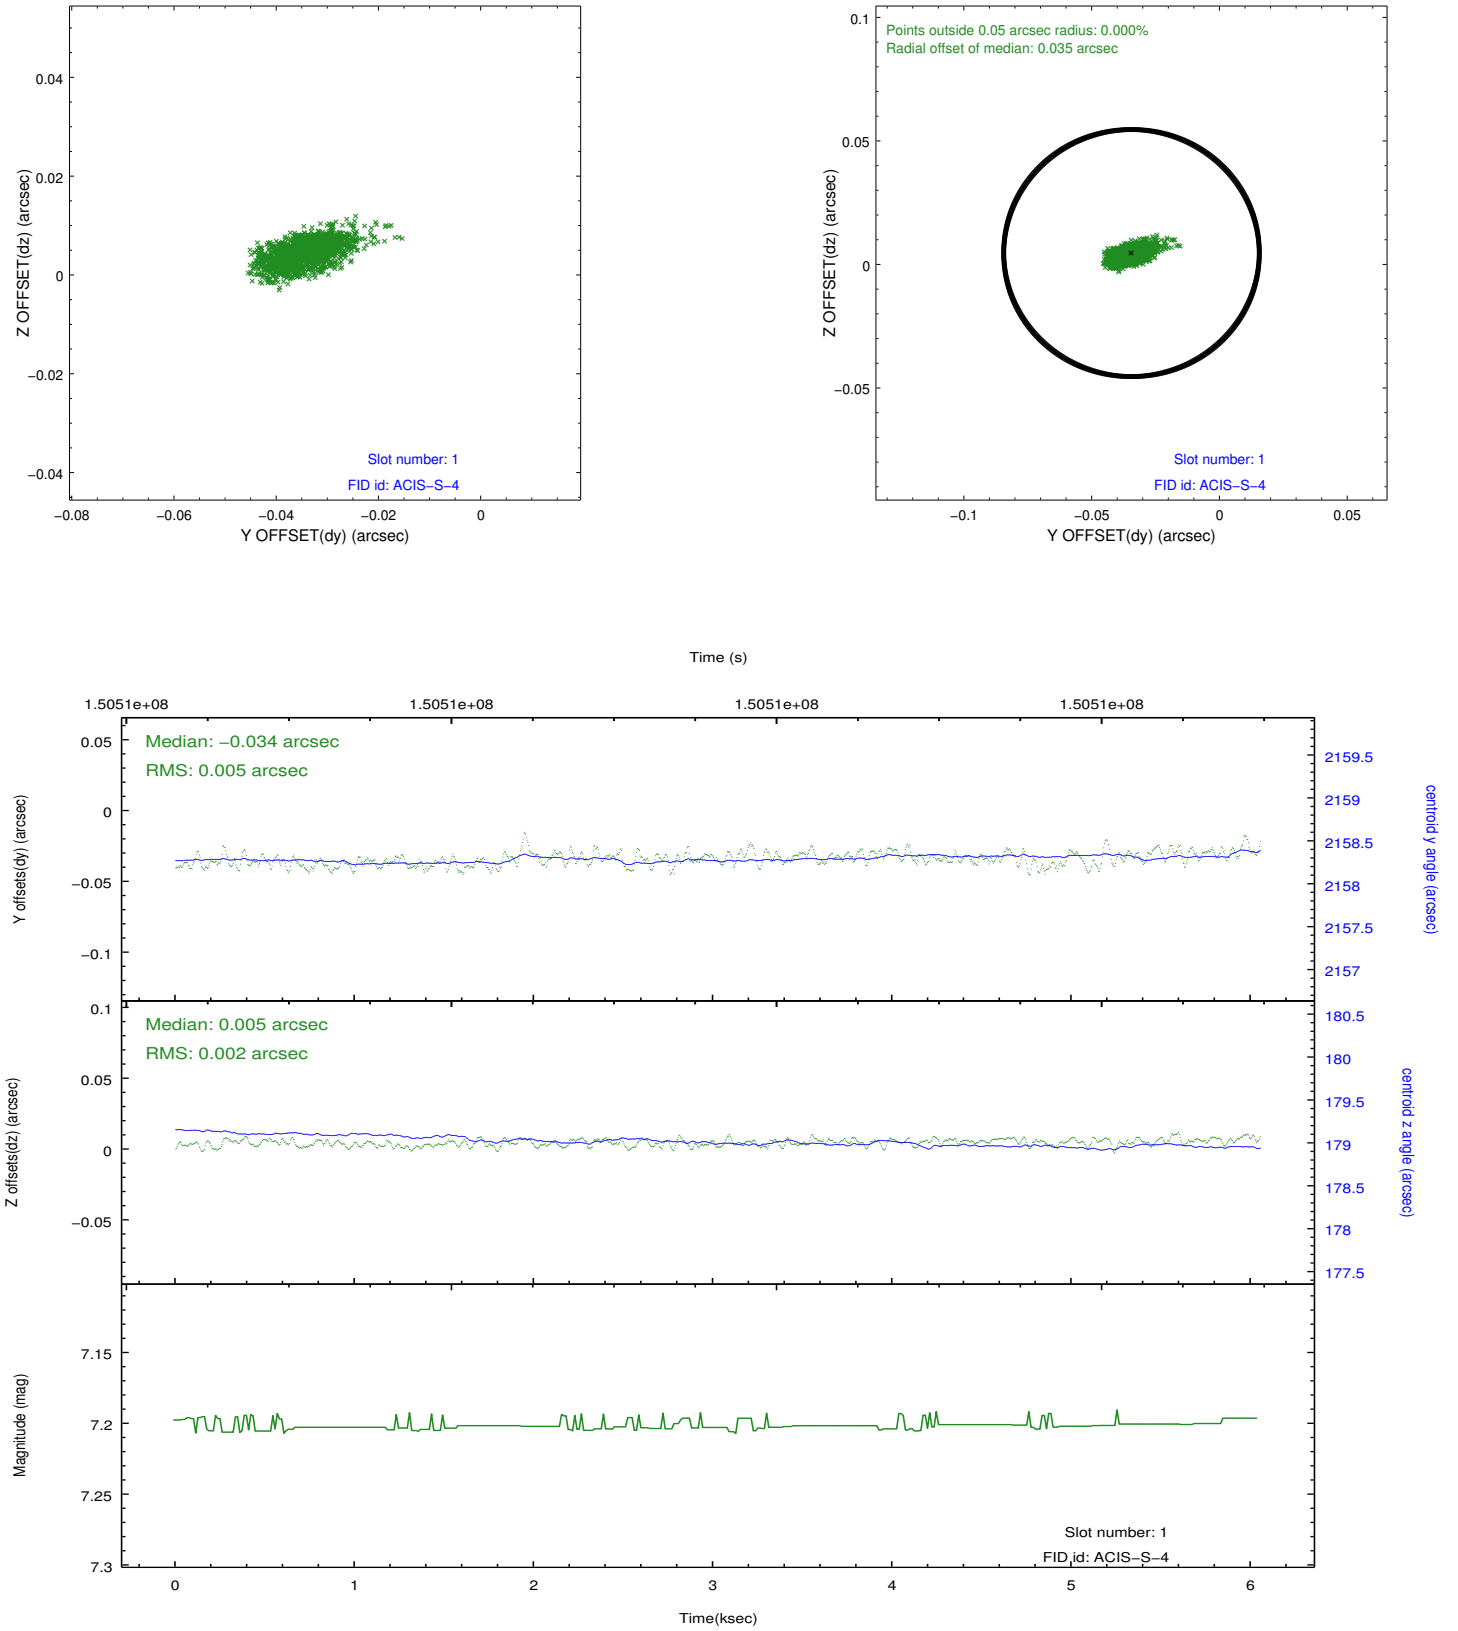 0.04
0.02
0
−0.02
−0.04
−0.08
−0.06
−0.04
−0.02
0
Z OFFSET(dz) (arcsec)
Y OFFSET(dy) (arcsec)
Slot number: 1
FID id: ACIS−S−4
Points outside 0.05 arcsec radius: 0.000%
Radial offset of median: 0.035 arcsec
0.1
0.05
0
−0.05
−0.1
−0.05
0
0.05
Z OFFSET(dz) (arcsec)
Y OFFSET(dy) (arcsec)
Slot number: 1
FID id: ACIS−S−4
Time (s)
1.5051e+08
1.5051e+08
1.5051e+08
1.5051e+08
Median: −0.034 arcsec
RMS: 0.005 arcsec
0.05
0
−0.05
−0.1
Y offsets(dy) (arcsec)
2159.5
2159
2158.5
2158
2157.5
2157
centroid y angle (arcsec)
Median: 0.005 arcsec
RMS: 0.002 arcsec
0.1
0.05
0
−0.05
Z offsets(dz) (arcsec)
180.5
180
179.5
179
178.5
178
177.5
centroid z angle (arcsec)
7.15
7.2
7.25
7.3
Magnitude (mag)
Slot number: 1
FID id: ACIS−S−4
0
1
2
3
4
5
6
Time(ksec)